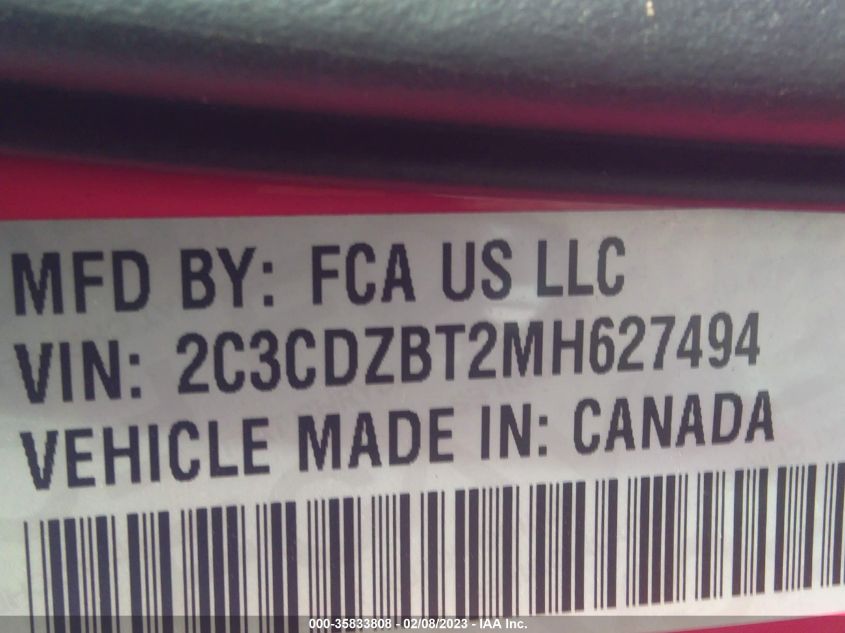 MFD BY: FCA US LLC
VIN: 2C3CDZBT2MH627494
VEHICLE MADE IN: CANADA
000-35833808 - 02/08/2023 - IAA Inc.